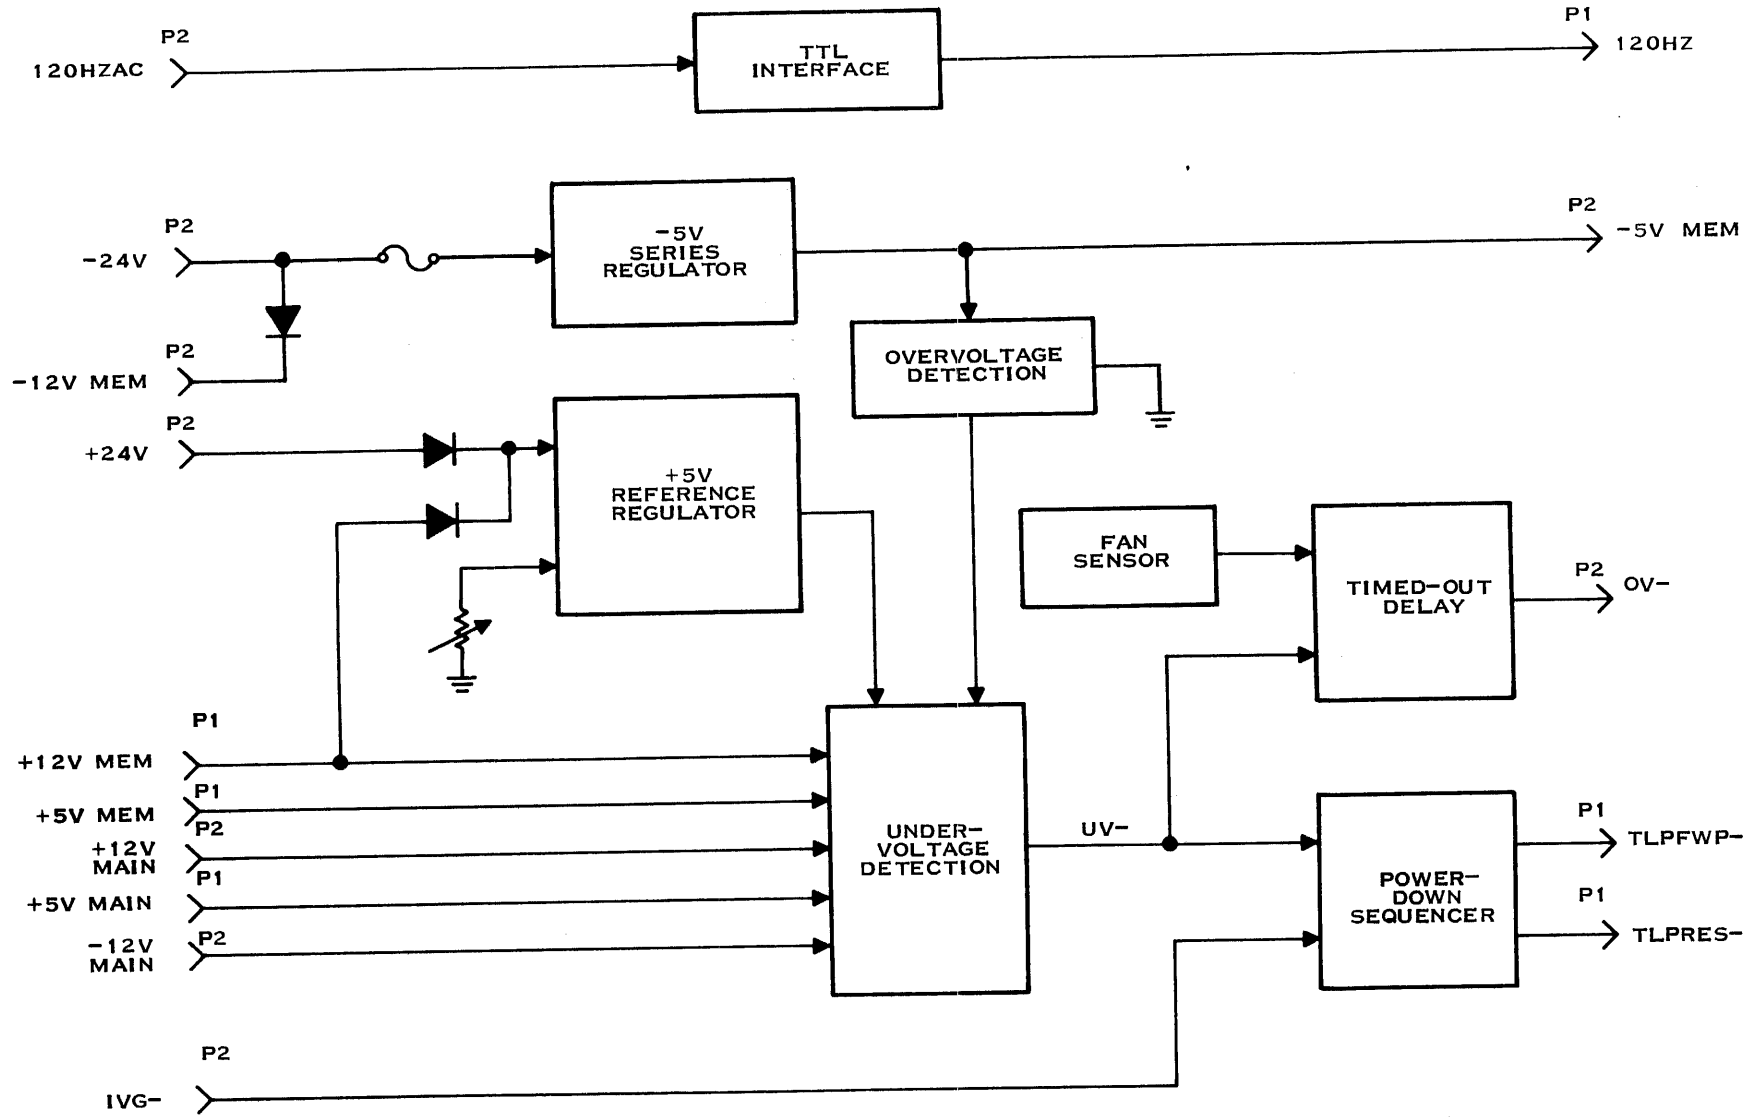 P2
120HZAC
TTL
INTERFACE
P1
120HZ
P2
-24V
-5V
SERIES
REGULATOR
P2
-5V MEM
P2
-12V MEM
OVERVOLTAGE
DETECTION
P2
+24V
+5V
REFERENCE
REGULATOR
FAN
SENSOR
TIMED-OUT
DELAY
P2
OV-
P1
+12V MEM
P1
+5V MEM
P2
+12V
MAIN
P1
+5V MAIN
P2
-12V
MAIN
UNDER-
VOLTAGE
DETECTION
UV-
POWER-
DOWN
SEQUENCER
P1
TLPFWP-
P1
TLPRES-
P2
IVG-